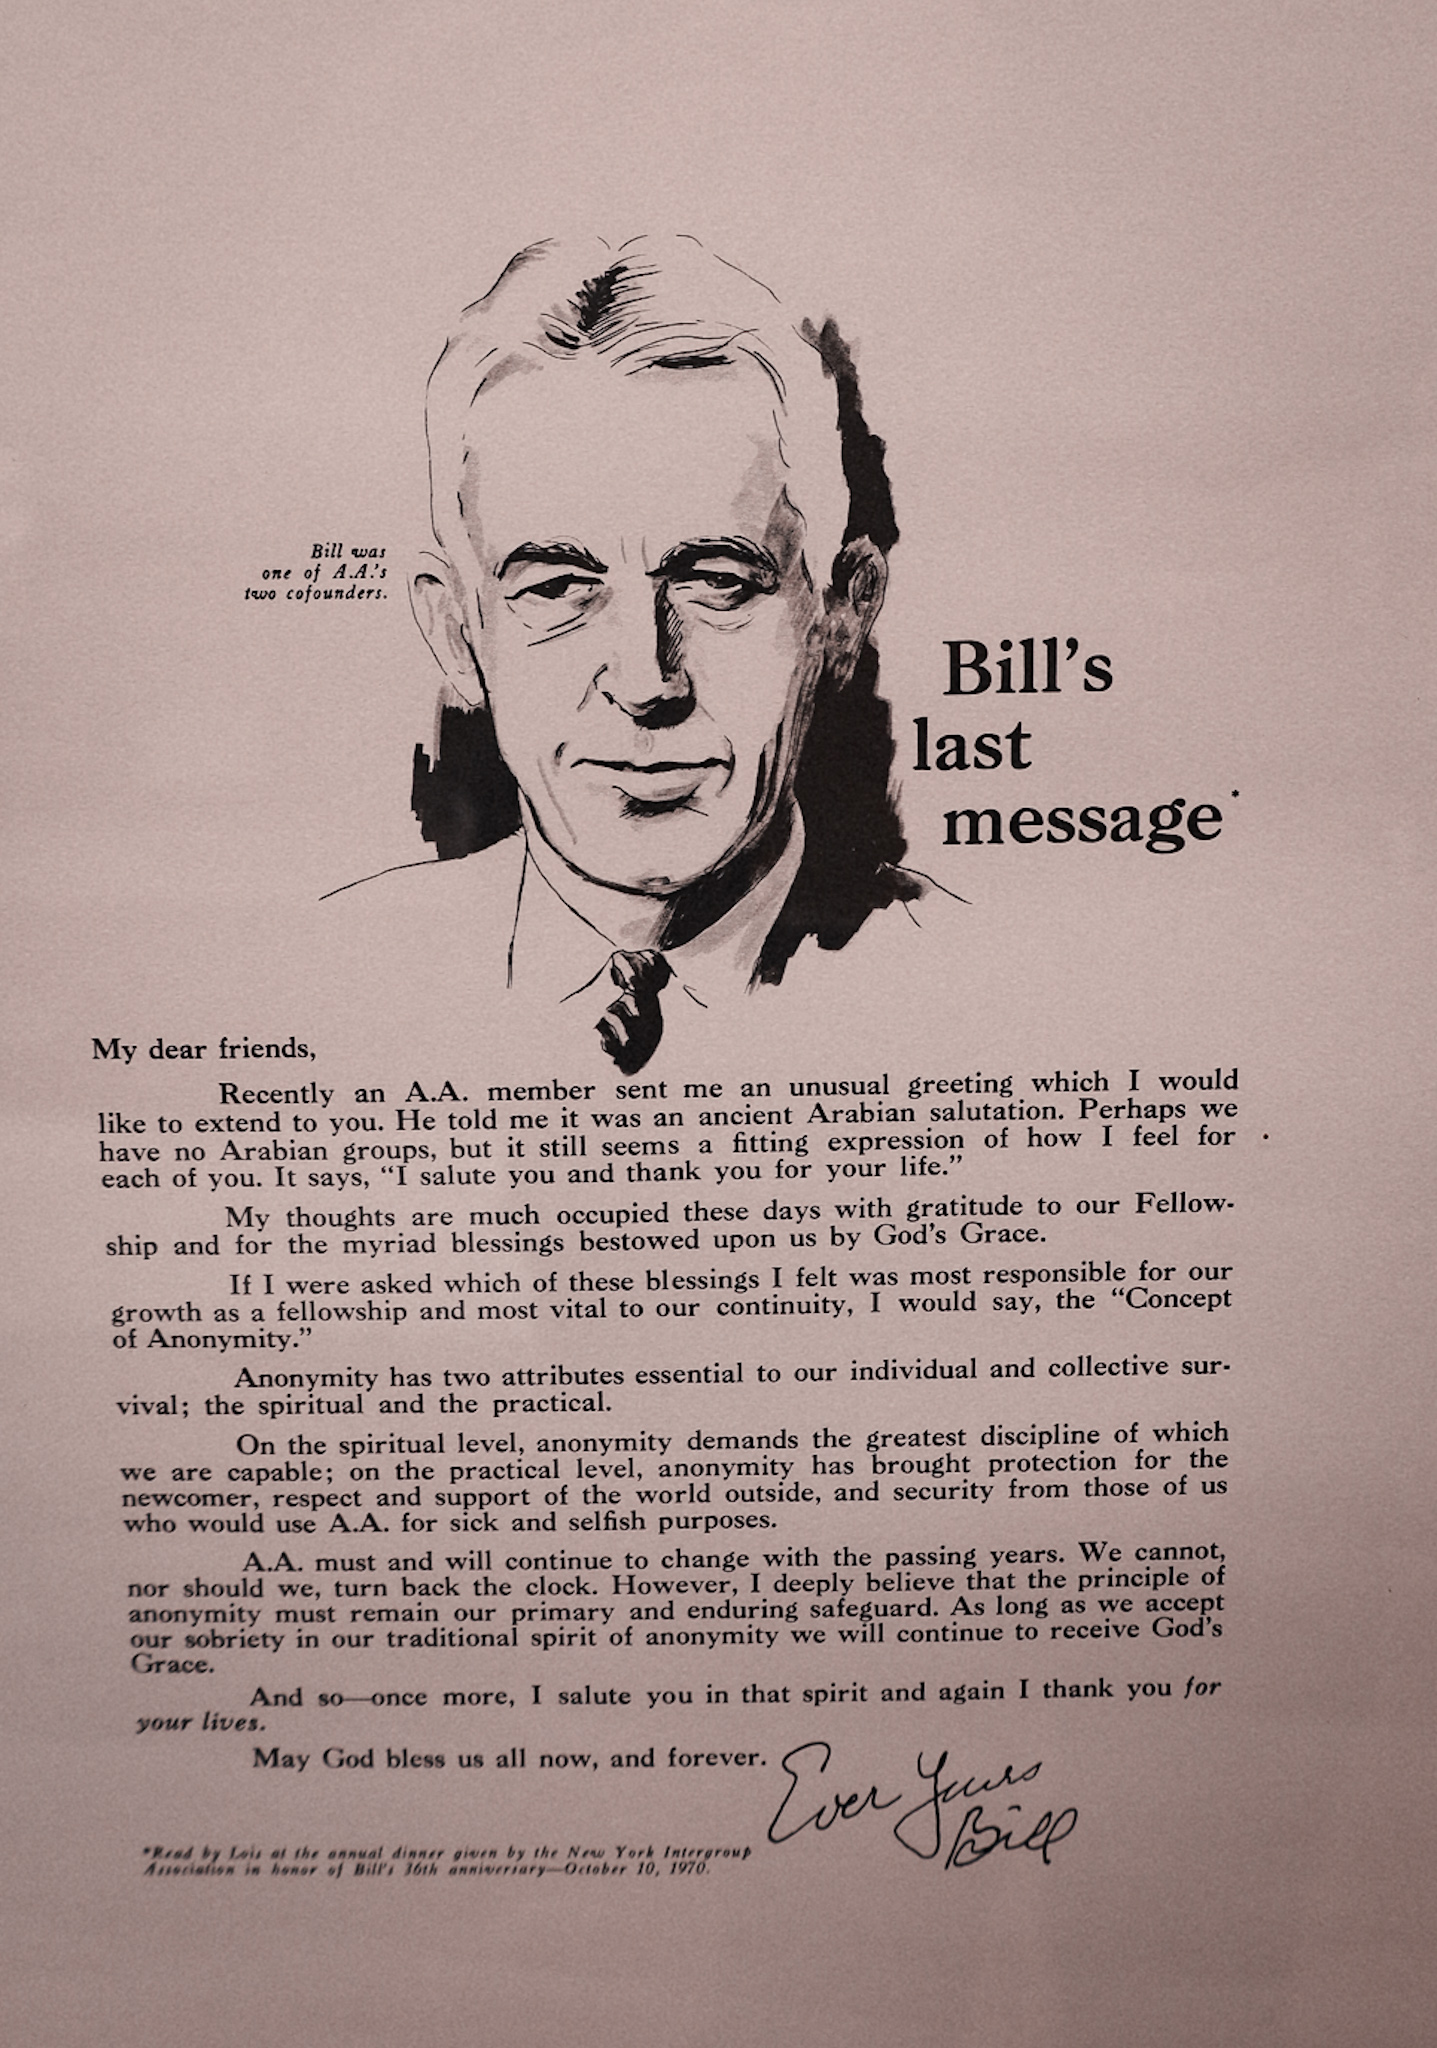 Bill was
one of A.A.'s
two cofounders.
Bill's
last
message*
My dear friends,
Recently an A.A. member sent me an unusual greeting which I would
like to extend to you. He told me it was an ancient Arabian salutation. Perhaps we
have no Arabian groups, but it still seems a fitting expression of how I feel for
each of you. It says, “I salute you and thank you for your life.”
My thoughts are much occupied these days with gratitude to our Fellow-
ship and for the myriad blessings bestowed upon us by God's Grace.
If I were asked which of these blessings I felt was most responsible for our
growth as a fellowship and most vital to our continuity, I would say, the “Concept
of Anonymity.”
Anonymity has two attributes essential to our individual and collective sur-
vival; the spiritual and the practical.
On the spiritual level, anonymity demands the greatest discipline of which
we are capable; on the practical level, anonymity has brought protection for the
newcomer, respect and support of the world outside, and security from those of us
who would use A.A. for sick and selfish purposes.
A.A. must and will continue to change with the passing years. We cannot,
nor should we, turn back the clock. However, I deeply believe that the principle of
anonymity must remain our primary and enduring safeguard. As long as we accept
our sobriety in our traditional spirit of anonymity we will continue to receive God's
Grace.
And so—once more, I salute you in that spirit and again I thank you for
your lives.
May God bless us all now, and forever.
Ever Yours
Bill
*Read by Lois at the annual dinner given by the New York Intergroup
Association in honor of Bill's 36th anniversary—October 10, 1970.